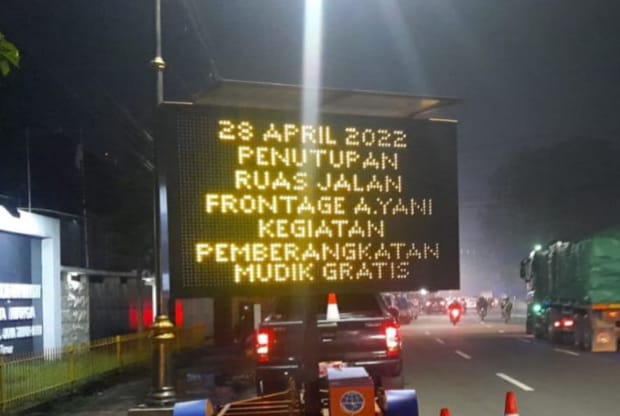 28 APRIL 2022
PENUTUPAN
RUAS JALAN
FRONTAGE A.YANI
KEGIATAN
PEMBERANGKATAN
MUDIK GRATIS